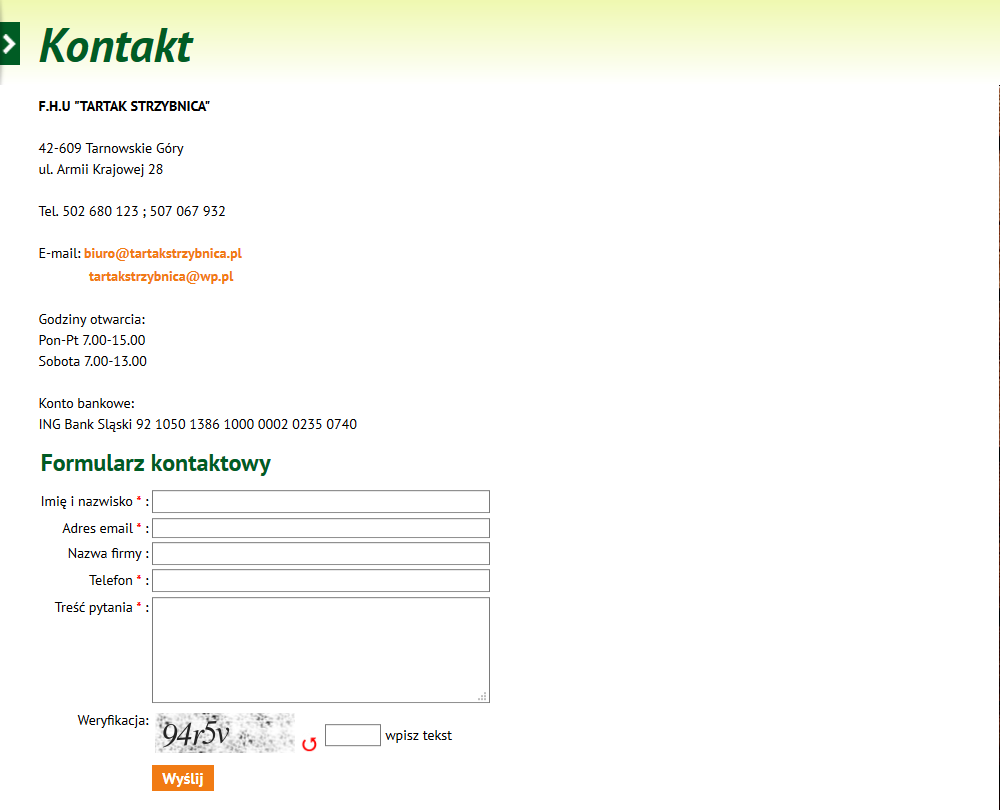 Kontakt
F.H.U "TARTAK STRZYBNICA"
42-609 Tarnowskie Góry
ul. Armii Krajowej 28
Tel. 502 680 123 ; 507 067 932
E-mail: biuro@tartakstrzybnica.pl
tartakstrzybnica@wp.pl
Godziny otwarcia:
Pon-Pt 7.00-15.00
Sobota 7.00-13.00
Konto bankowe:
ING Bank Sląski 92 1050 1386 1000 0002 0235 0740
Formularz kontaktowy
Imię i nazwisko * :
Adres email * :
Nazwa firmy :
Telefon * :
Treść pytania * :
Weryfikacja: 94r5v wpisz tekst
Wyślij